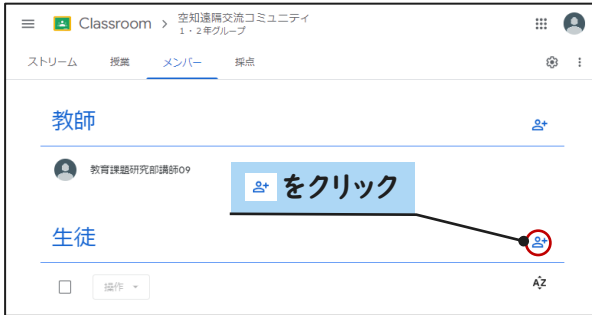 Classroom > 空知遠隔交流コミュニティ
1・2年グループ
ストリーム 授業 メンバー 採点
教師
教育課題研究部講師09
をクリック
生徒
操作
AZ